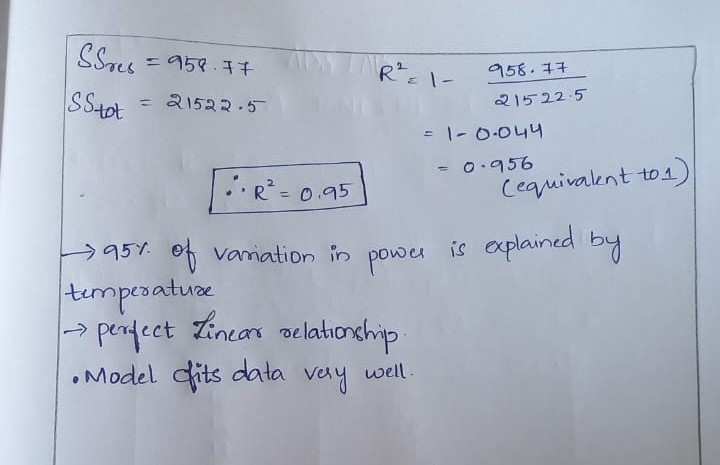 SSres = 958.77
SStot = 21522.5
R² = 1 - 958.77 / 21522.5
= 1 - 0.044
= 0.956
(equivalent to 1)
∴ R² = 0.95
→ 95% of variation in power is explained by
temperature
→ perfect Linear relationship.
• Model fits data very well.